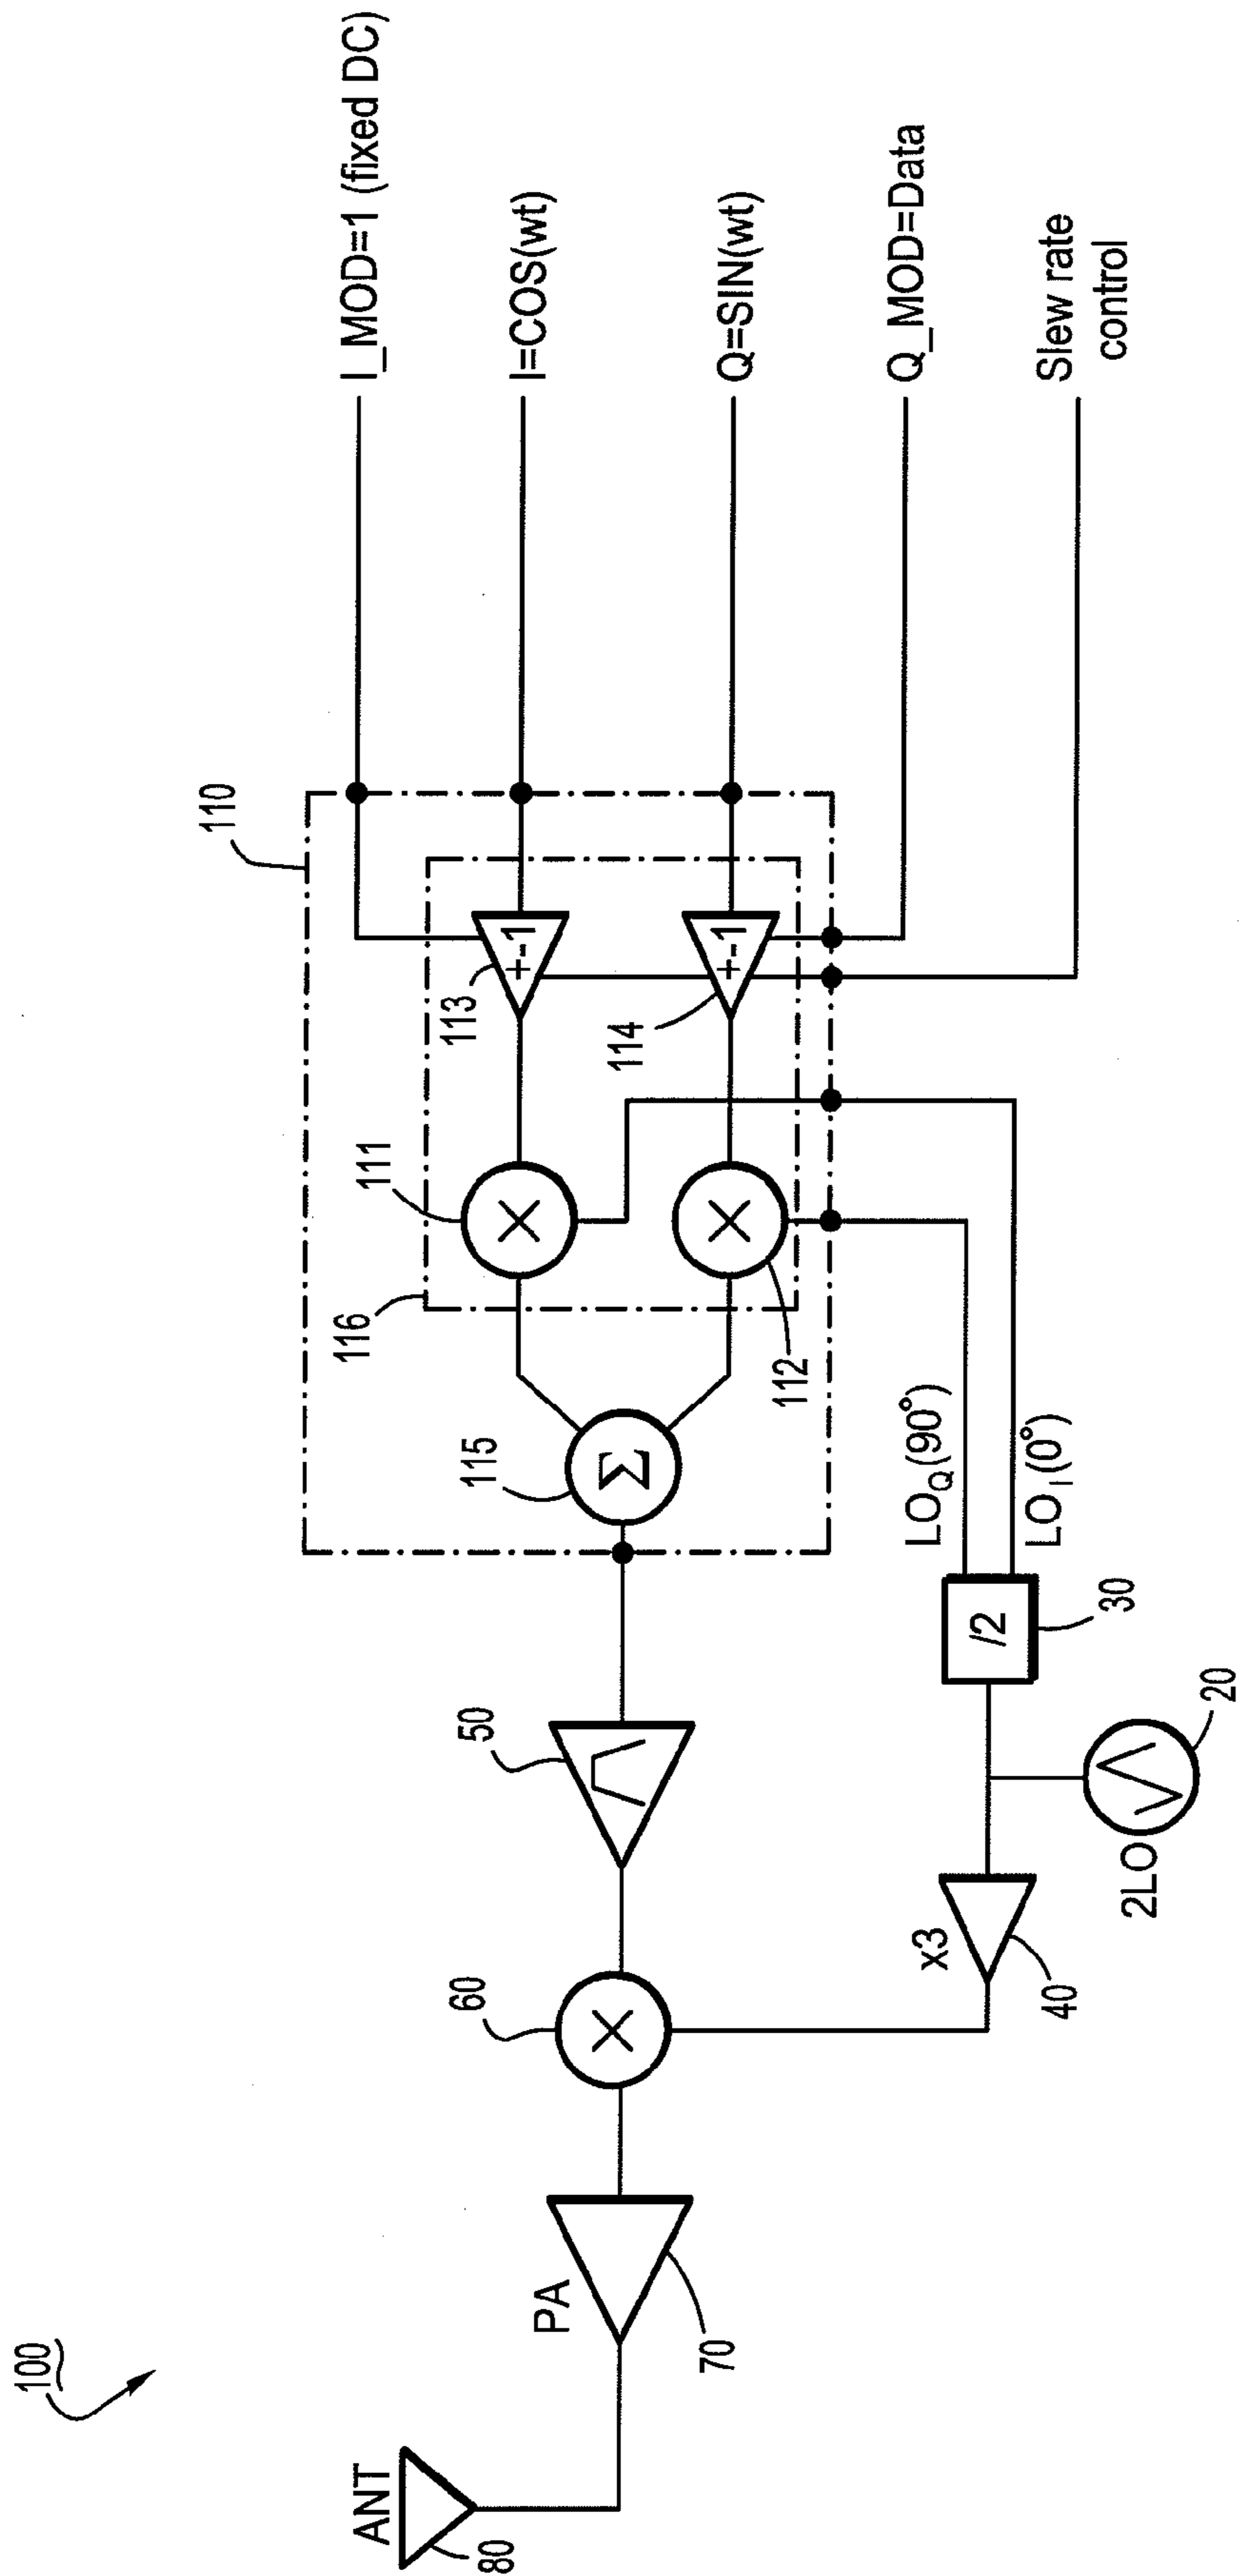 100
ANT
80
PA
70
60
50
x3
40
2LO
20
/2
30
LOQ(90°)
LOI(0°)
115
Σ
116
111
112
110
113
+-1
114
+-1
I_MOD=1 (fixed DC)
I=COS(wt)
Q=SIN(wt)
Q_MOD=Data
Slew rate
control